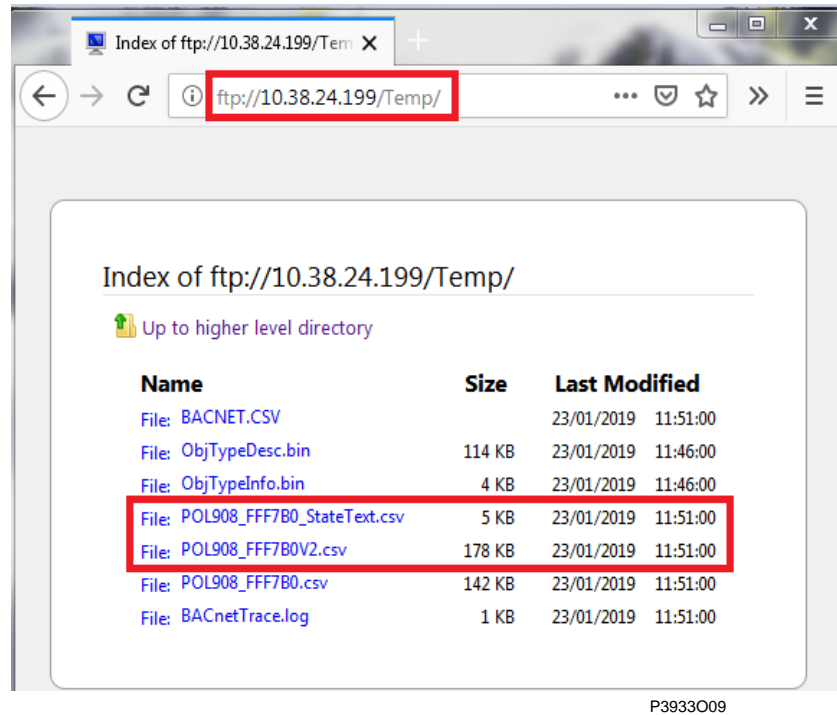 Index of ftp://10.38.24.199/Tem
ftp://10.38.24.199/Temp/
Index of ftp://10.38.24.199/Temp/
Up to higher level directory
Name Size Last Modified
File: BACNET.CSV 23/01/2019 11:51:00
File: ObjTypeDesc.bin 114 KB 23/01/2019 11:46:00
File: ObjTypeInfo.bin 4 KB 23/01/2019 11:46:00
File: POL908_FFF7B0_StateText.csv 5 KB 23/01/2019 11:51:00
File: POL908_FFF7B0V2.csv 178 KB 23/01/2019 11:51:00
File: POL908_FFF7B0.csv 142 KB 23/01/2019 11:51:00
File: BACnetTrace.log 1 KB 23/01/2019 11:51:00
P3933O09